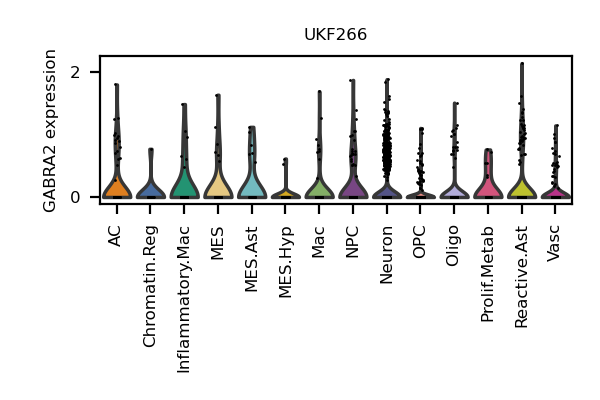 UKF266
GABRA2 expression
2
0
AC
Chromatin.Reg
Inflammatory.Mac
MES
MES.Ast
MES.Hyp
Mac
NPC
Neuron
OPC
Oligo
Prolif.Metab
Reactive.Ast
Vasc